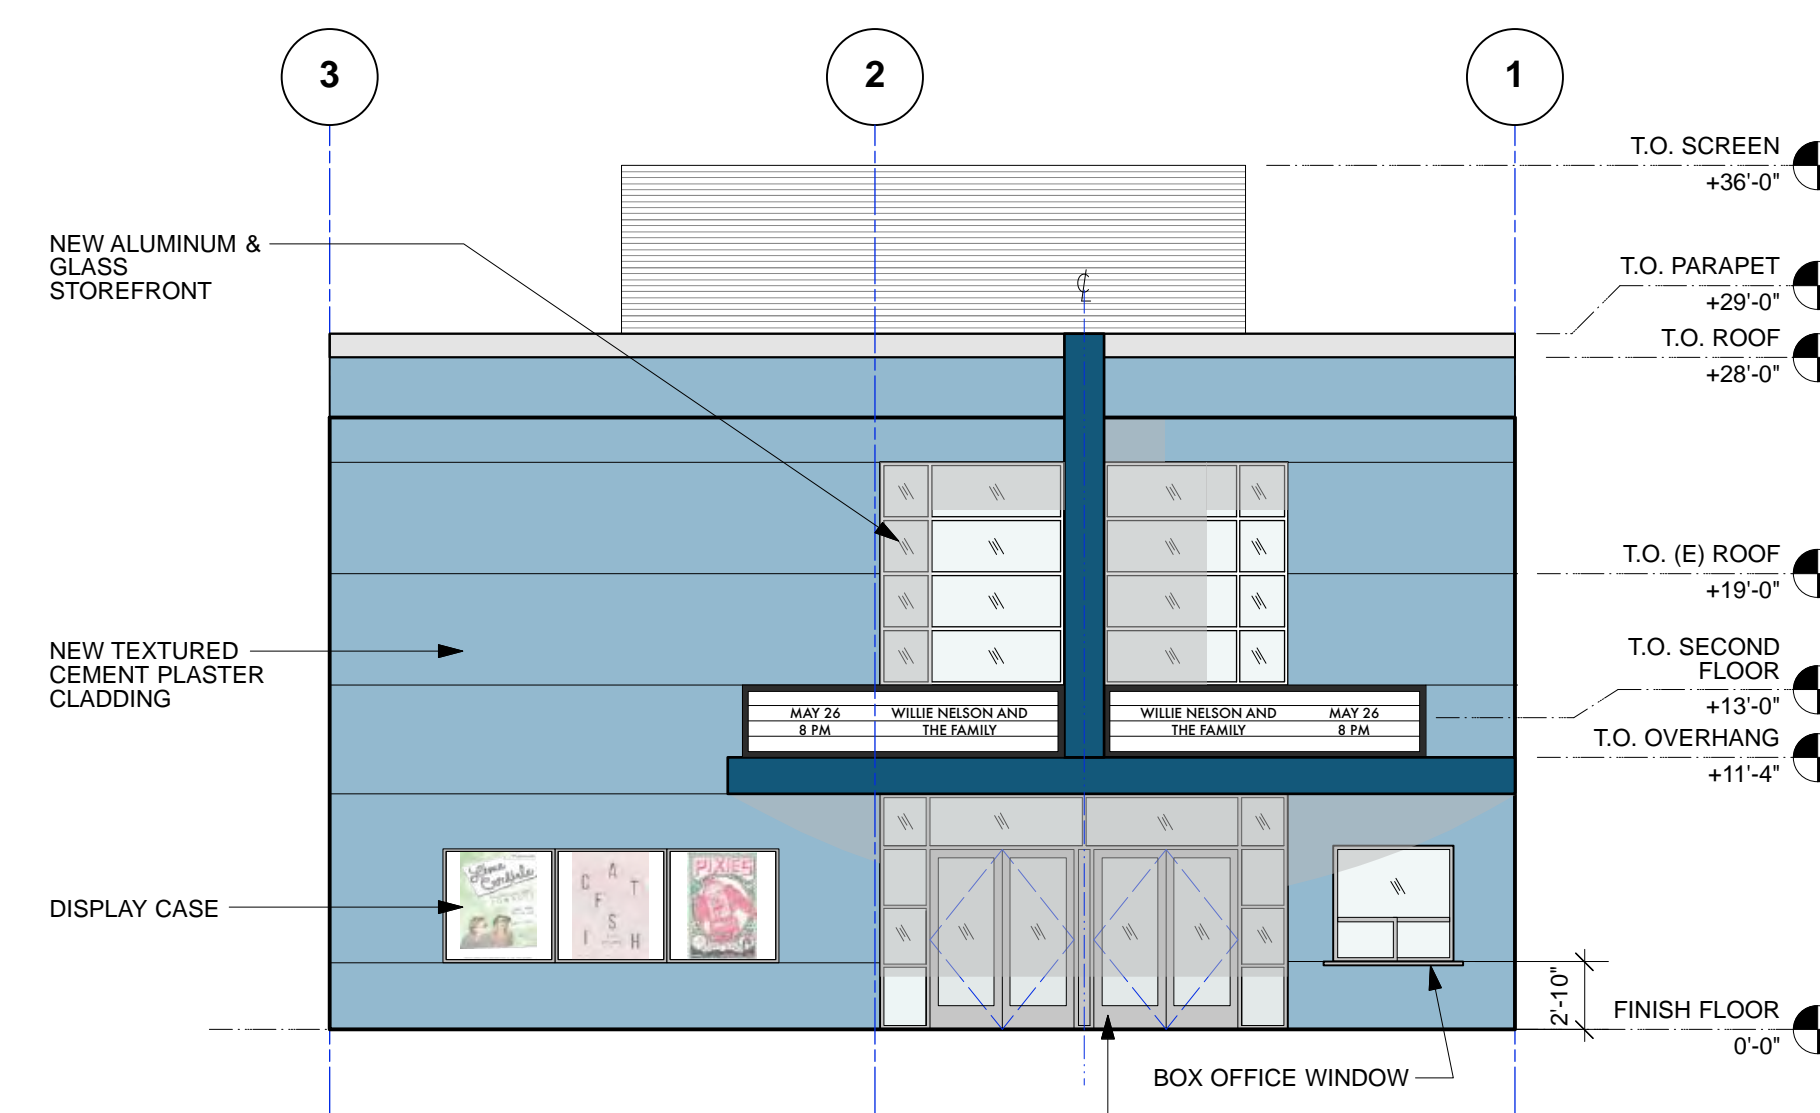 3
2
1
T.O. SCREEN
+36'-0"
NEW ALUMINUM &
GLASS
STOREFRONT
T.O. PARAPET
+29'-0"
T.O. ROOF
+28'-0"
T.O. (E) ROOF
+19'-0"
NEW TEXTURED
CEMENT PLASTER
CLADDING
T.O. SECOND
FLOOR
+13'-0"
MAY 26 WILLIE NELSON AND
8 PM THE FAMILY
WILLIE NELSON AND MAY 26
THE FAMILY 8 PM
T.O. OVERHANG
+11'-4"
DISPLAY CASE
C A T
F S
I H
PIXIES
2'-10"
FINISH FLOOR
0'-0"
BOX OFFICE WINDOW